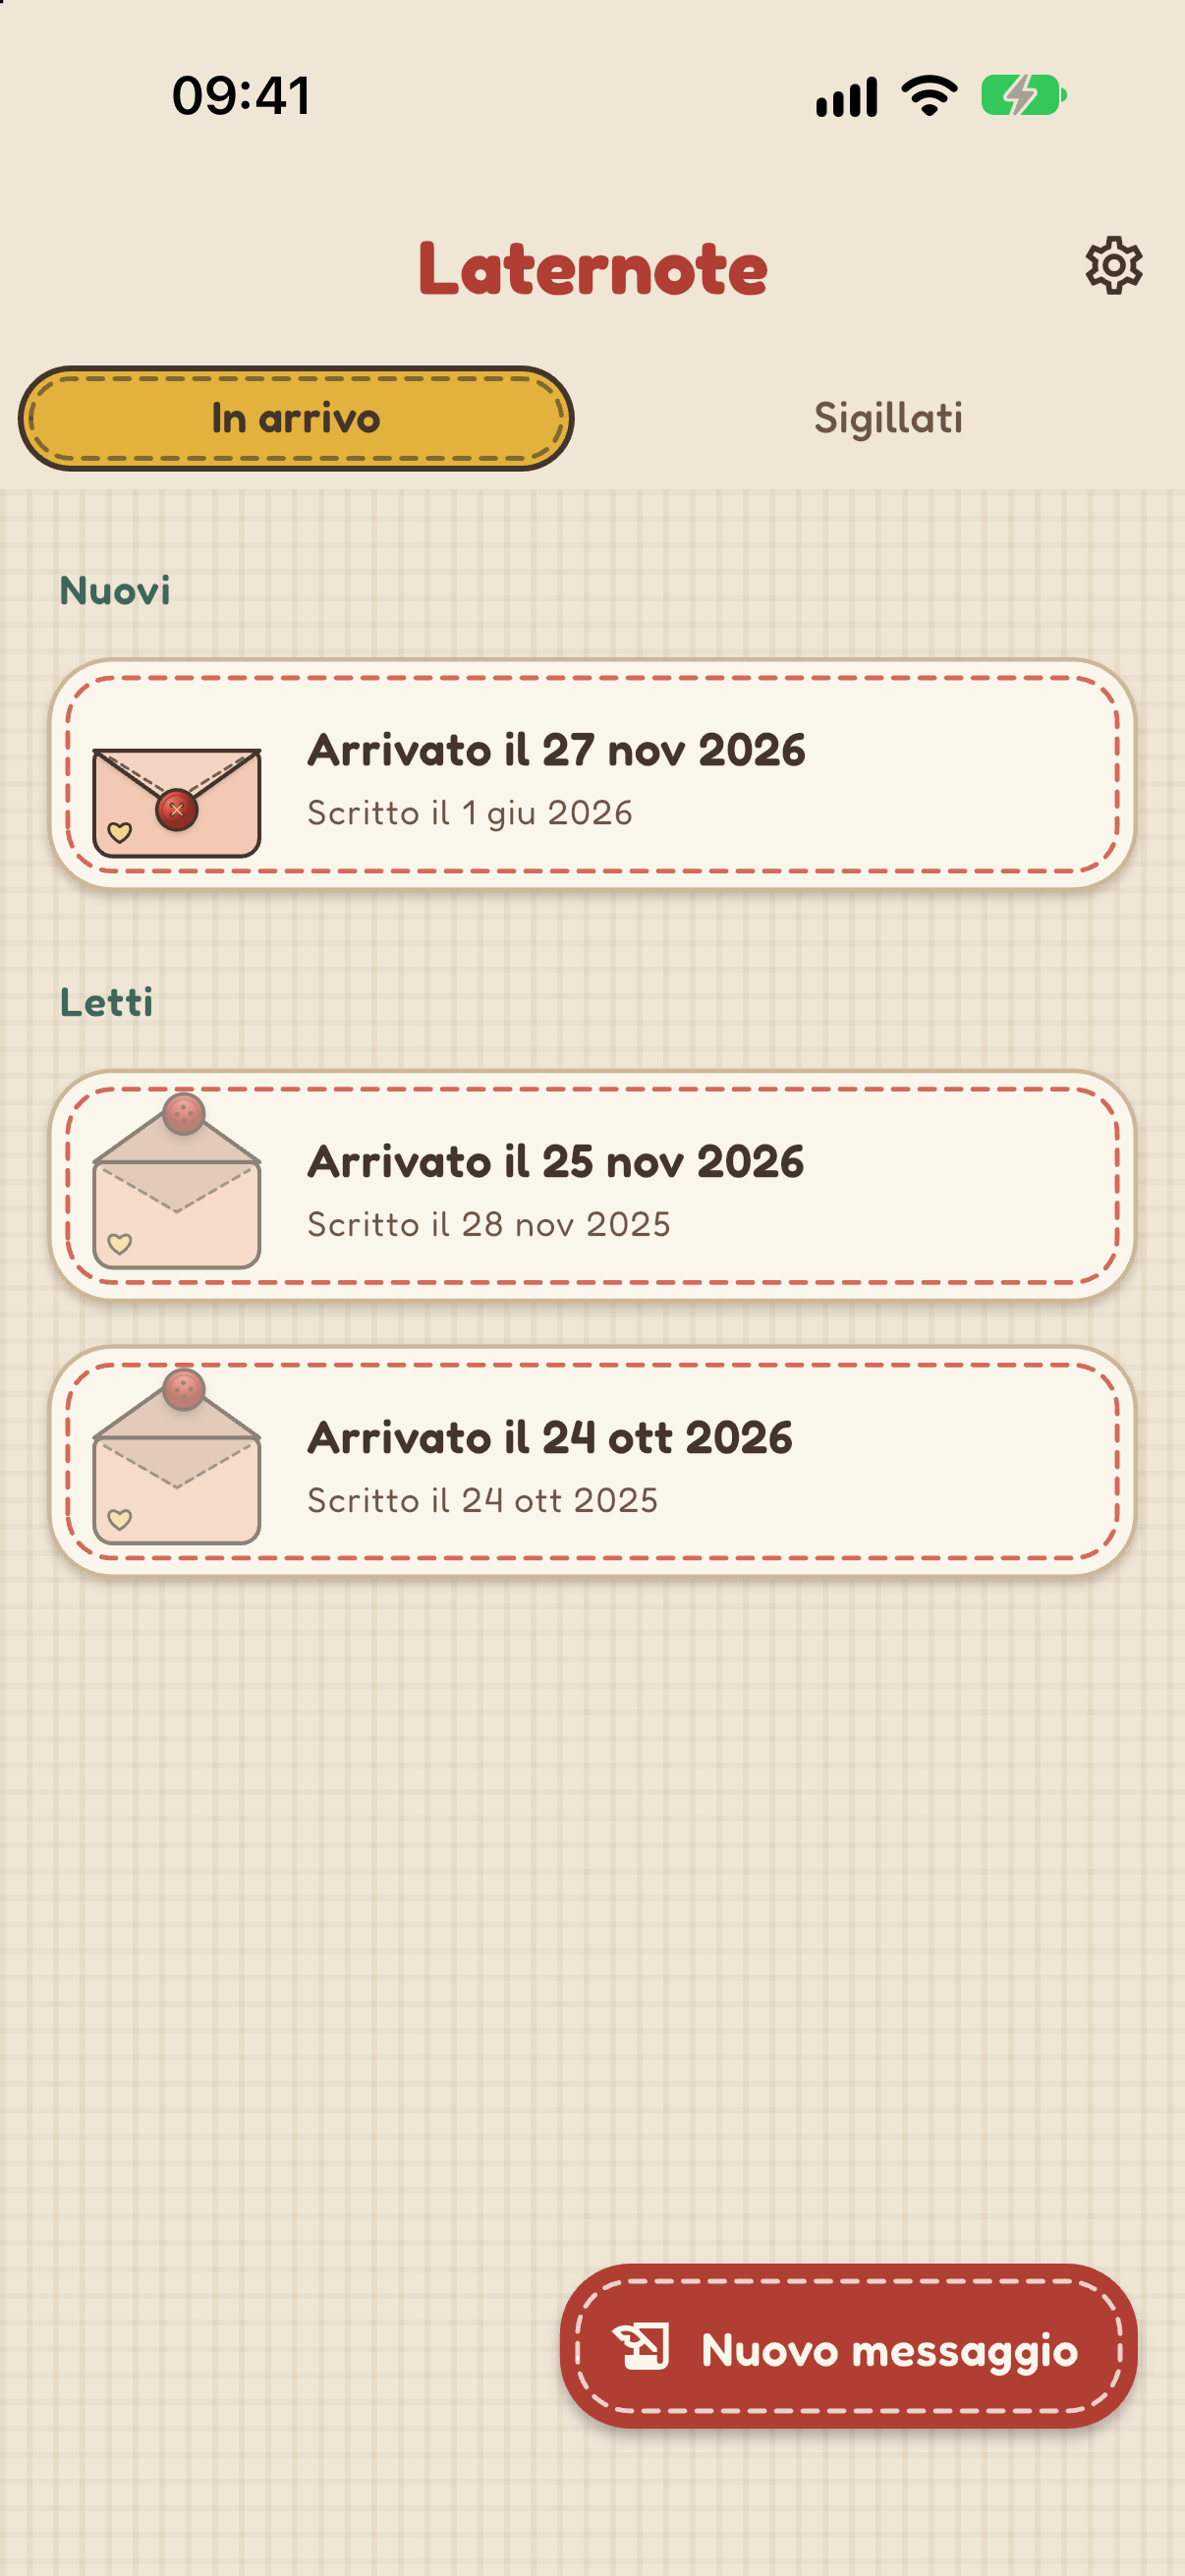 09:41
Laternote
In arrivo
Sigillati
Nuovi
Arrivato il 27 nov 2026
Scritto il 1 giu 2026
Letti
Arrivato il 25 nov 2026
Scritto il 28 nov 2025
Arrivato il 24 ott 2026
Scritto il 24 ott 2025
Nuovo messaggio